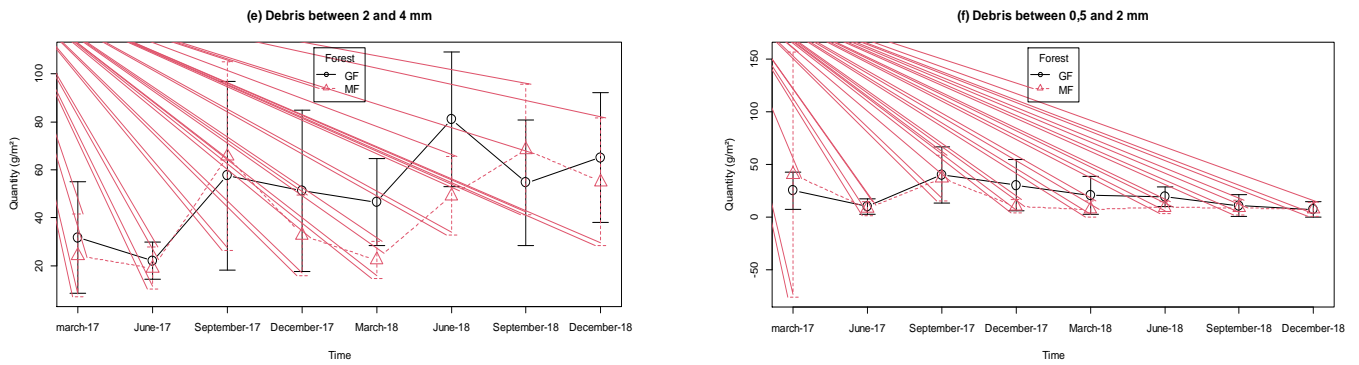 (e) Debris between 2 and 4 mm
Quantity (g/m²)
100
80
60
40
20
Forest
GF
MF
march-17 June-17 September-17 December-17 March-18 June-18 September-18 December-18
Time
(f) Debris between 0,5 and 2 mm
Quantity (g/m²)
150
100
50
0
-50
Forest
GF
MF
march-17 June-17 September-17 December-17 March-18 June-18 September-18 December-18
Time